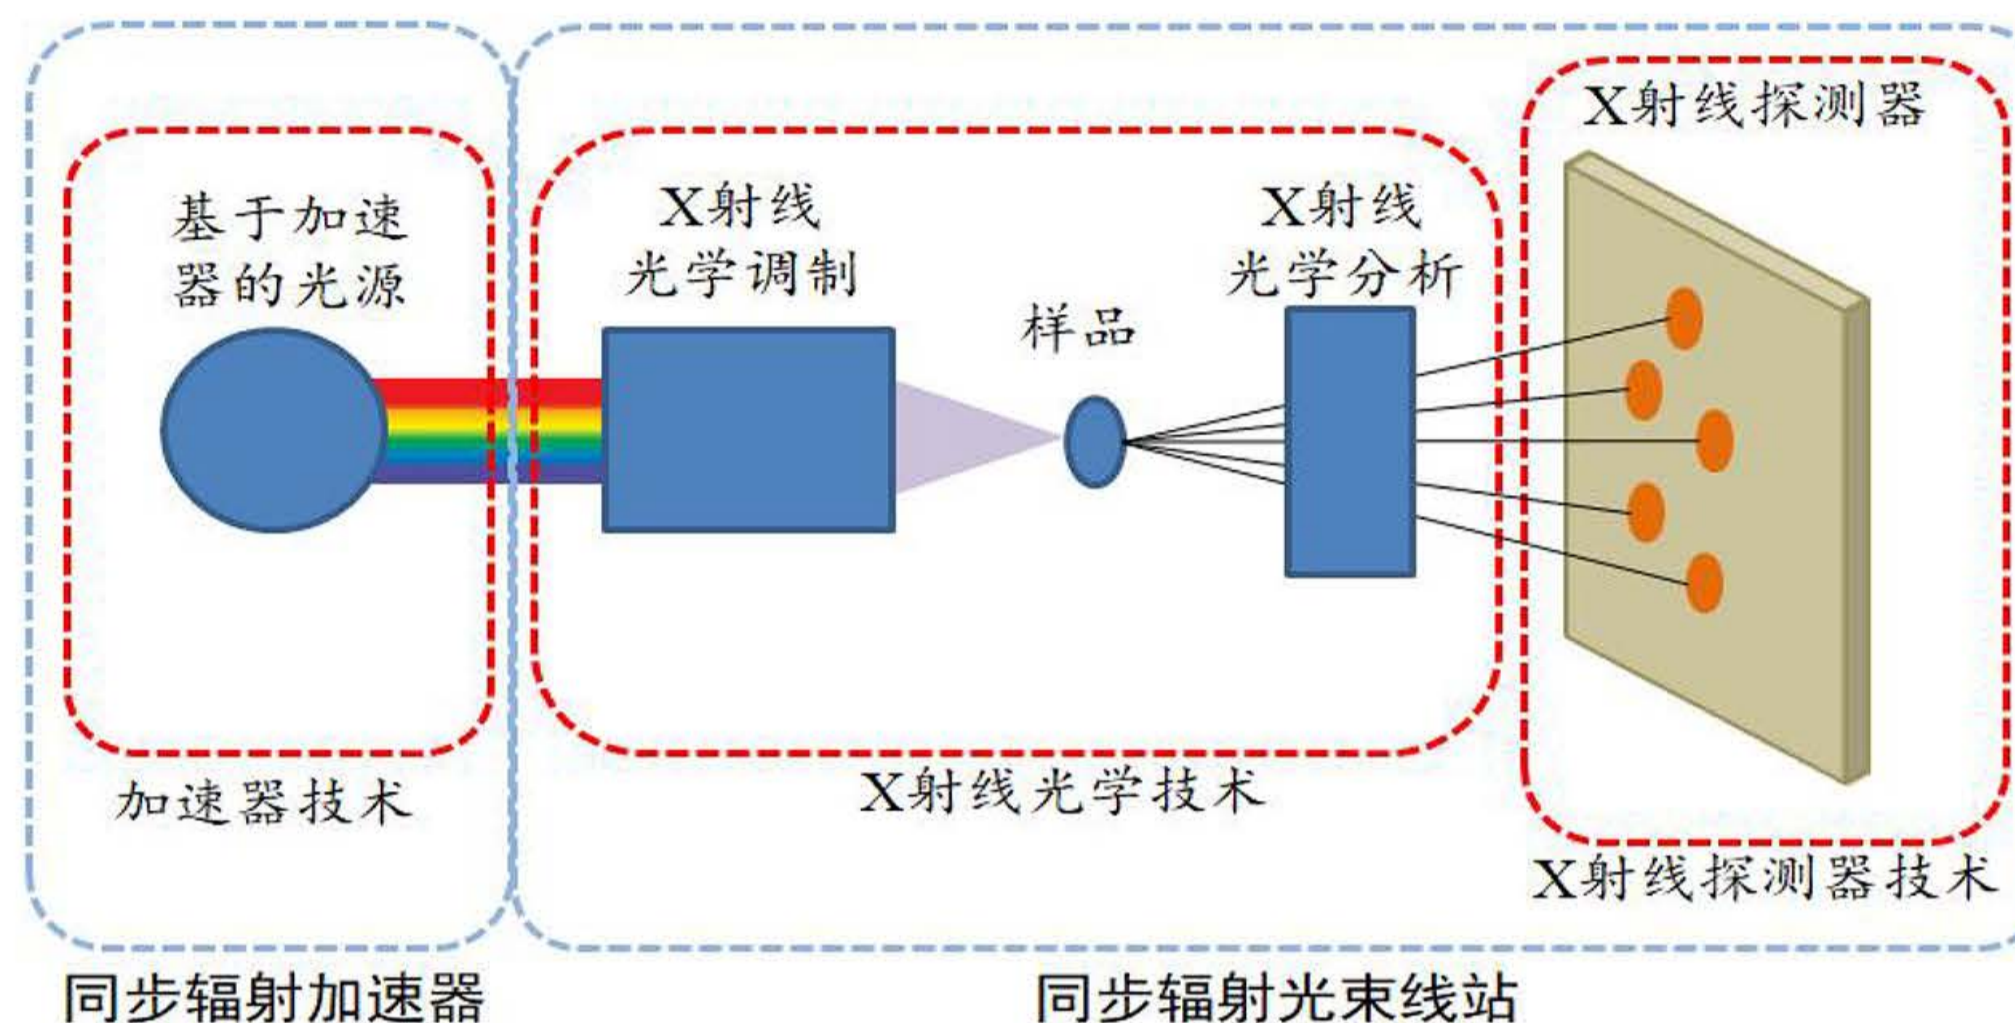 X射线探测器
基于加速
器的光源
X射线
光学调制
样品
X射线
光学分析
加速器技术
X射线光学技术
X射线探测器技术
同步辐射加速器
同步辐射光束线站